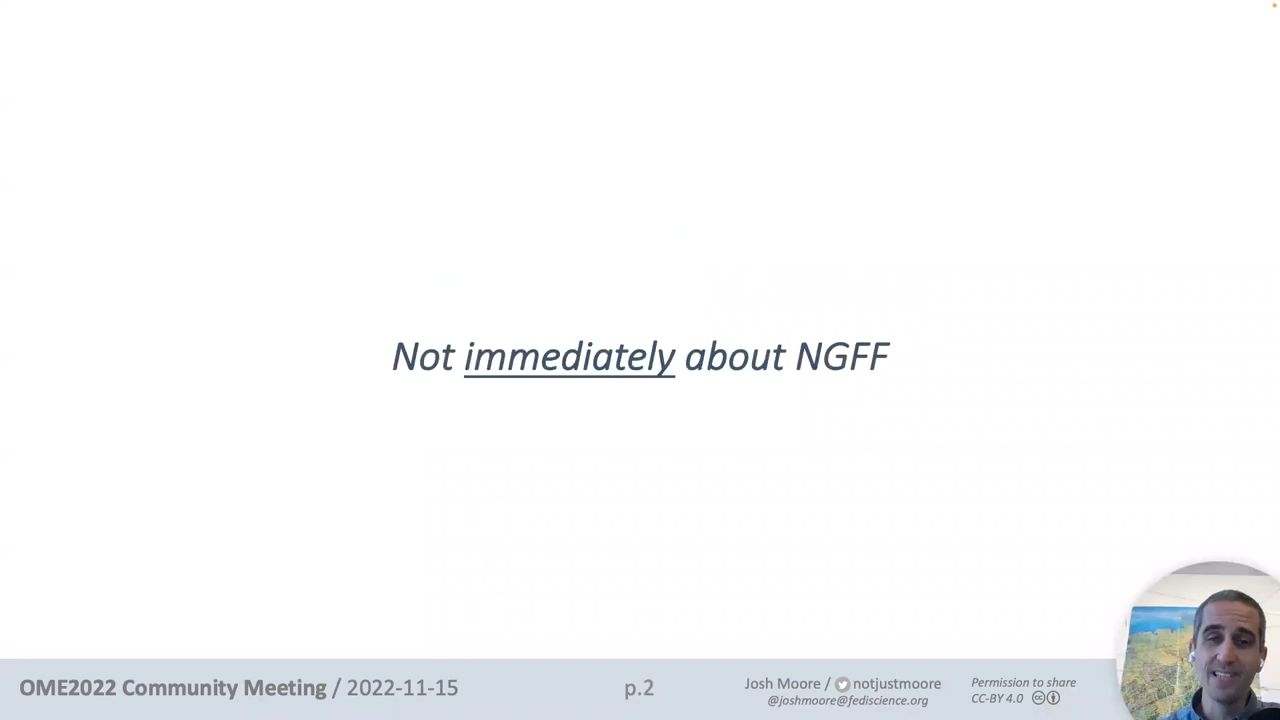 Not immediately about NGFF
OME2022 Community Meeting / 2022-11-15
p.2
Josh Moore / notjustmoore
@joshmoore@fediscience.org
Permission to share
CC-BY 4.0